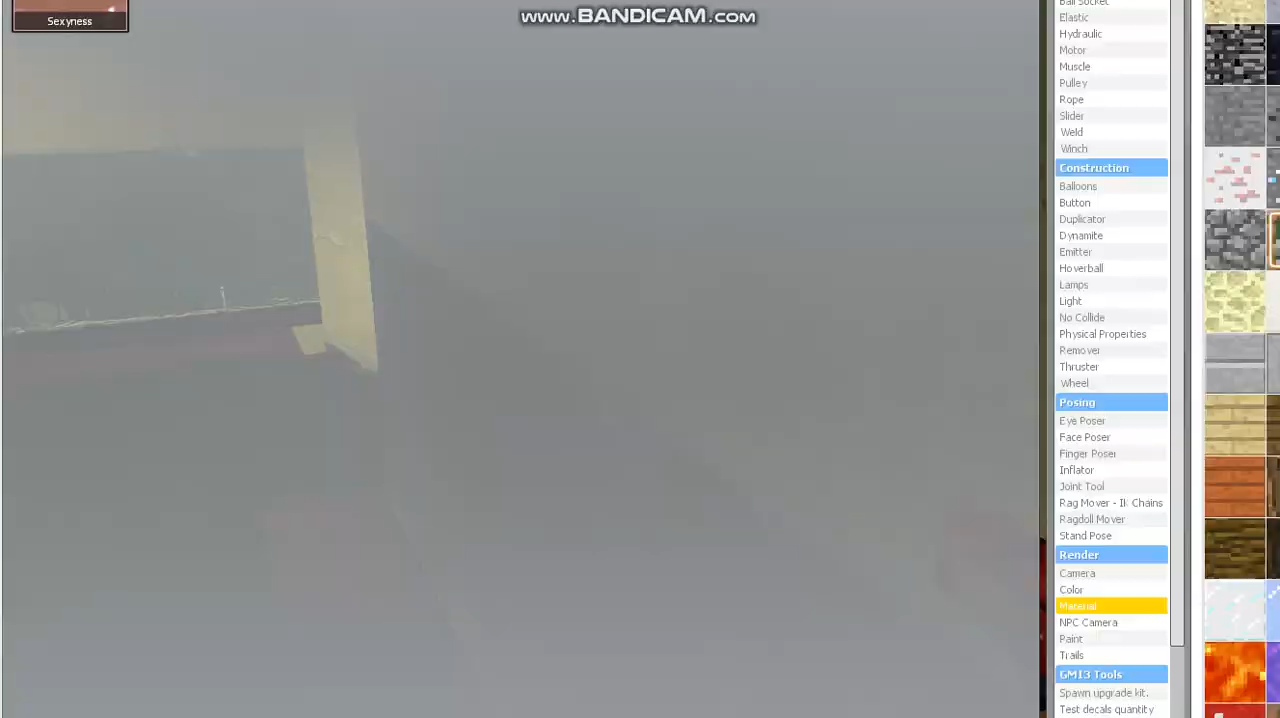 Sexyness
www.BANDICAM.com
Ball Socket
Elastic
Hydraulic
Motor
Muscle
Pulley
Rope
Slider
Weld
Winch
Construction
Balloons
Button
Duplicator
Dynamite
Emitter
Hoverball
Lamps
Light
No Collide
Physical Properties
Remover
Thruster
Wheel
Posing
Eye Poser
Face Poser
Finger Poser
Inflator
Joint Tool
Rag Mover - IK Chains
Ragdoll Mover
Stand Pose
Render
Camera
Color
Material
NPC Camera
Paint
Trails
GM13 Tools
Spawn upgrade kit.
Test decals quantity